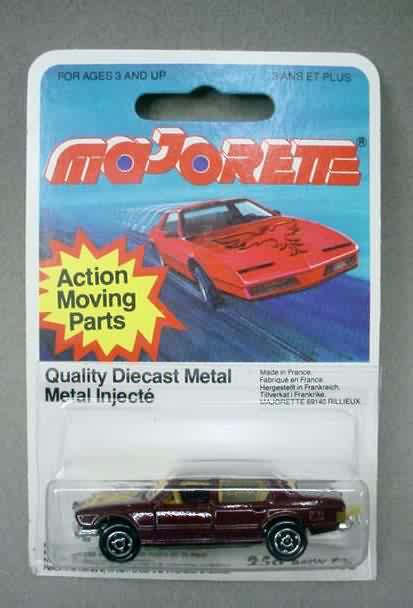 FOR AGES 3 AND UP
3 ANS ET PLUS
MAJORETTE®
Action
Moving
Parts
Quality Diecast Metal
Metal Injecté
Made in France.
Fabriqué en France.
Hergestellt in Frankreich.
Tillverkat i Frankrike.
MAJORETTE 69140 RILLIEUX